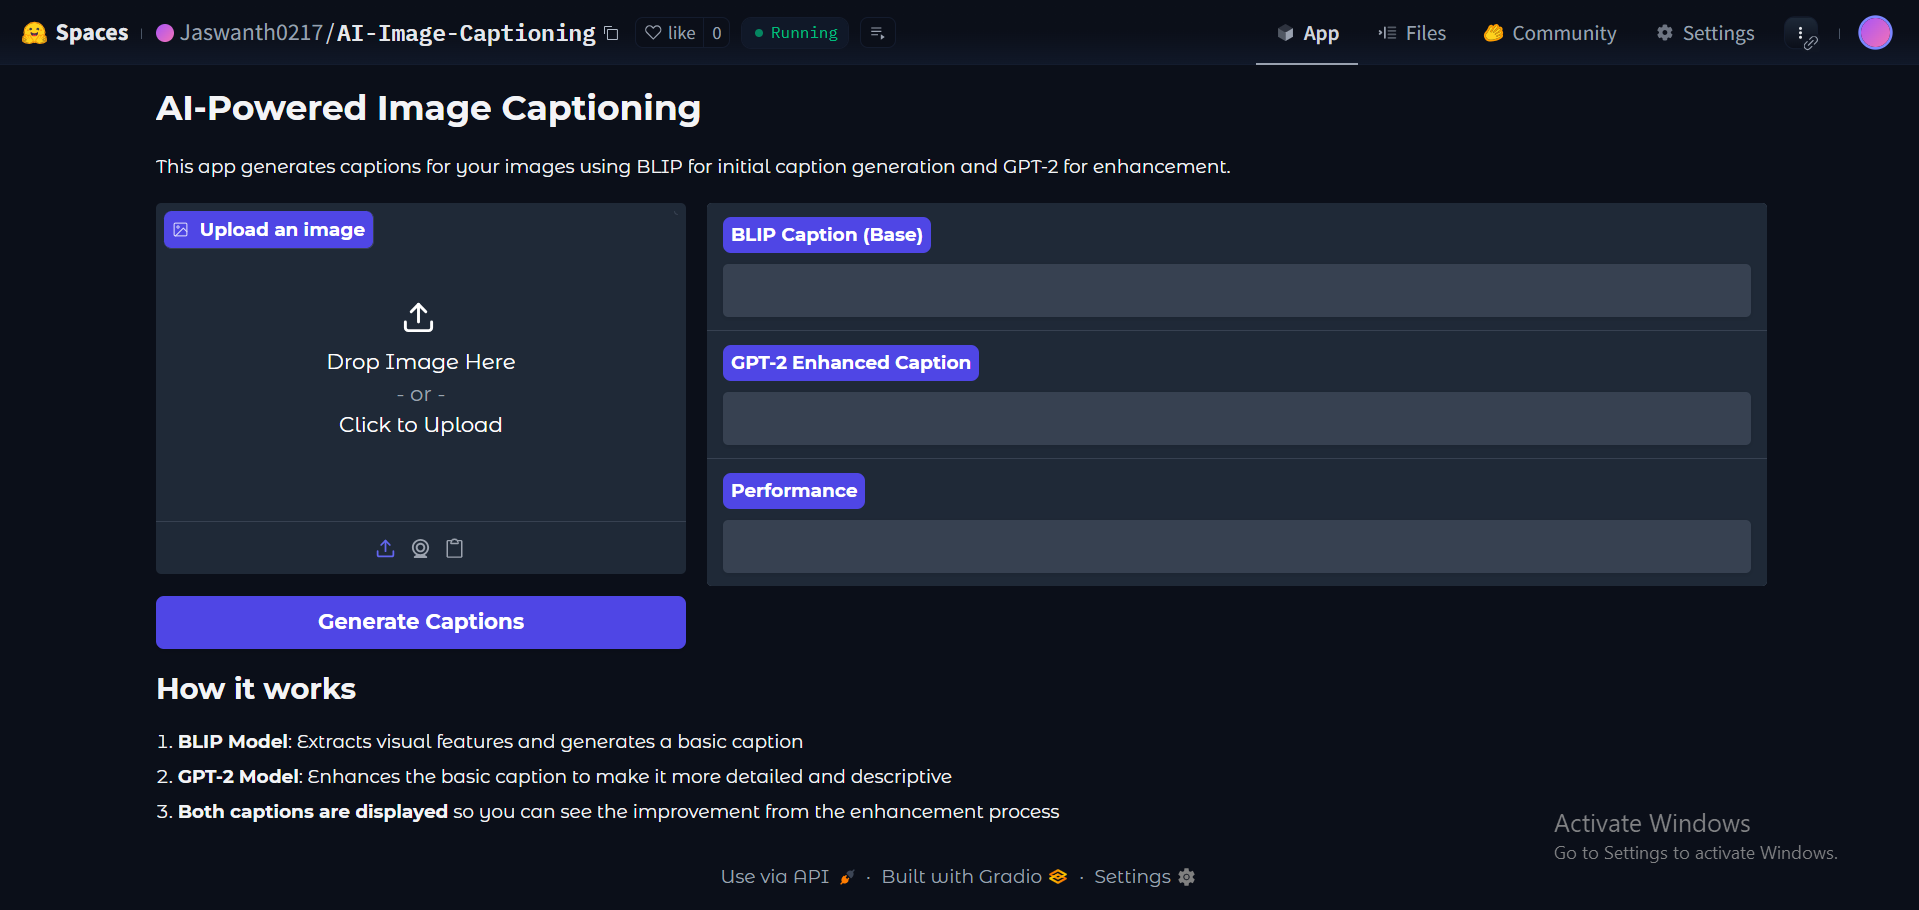 Spaces Jaswanth0217/AI-Image-Captioning like 0 Running App Files Community Settings
AI-Powered Image Captioning
This app generates captions for your images using BLIP for initial caption generation and GPT-2 for enhancement.
Upload an image
Drop Image Here
- or -
Click to Upload
Generate Captions
BLIP Caption (Base)
GPT-2 Enhanced Caption
Performance
How it works
1. BLIP Model: Extracts visual features and generates a basic caption
2. GPT-2 Model: Enhances the basic caption to make it more detailed and descriptive
3. Both captions are displayed so you can see the improvement from the enhancement process
Activate Windows
Go to Settings to activate Windows.
Use via API · Built with Gradio · Settings